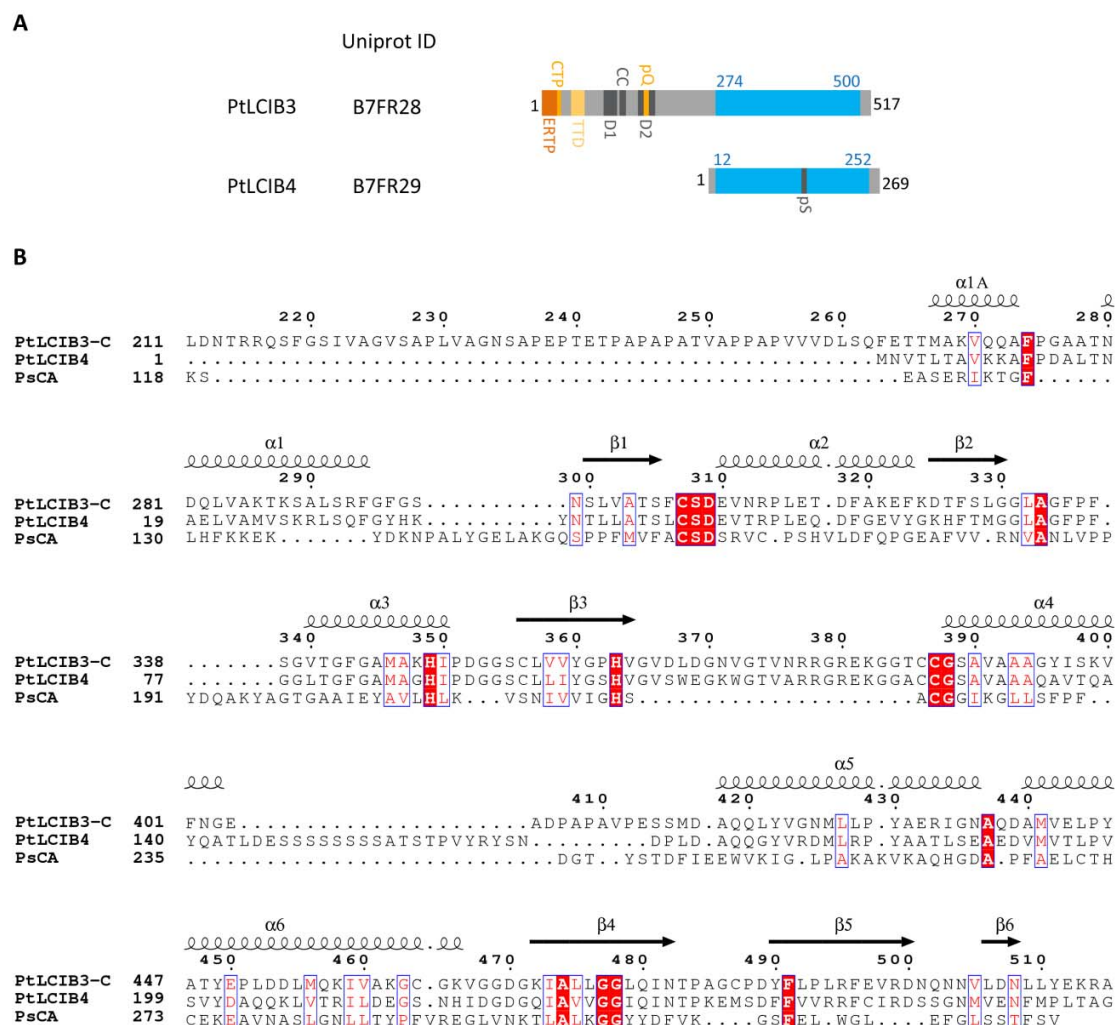 A
Uniprot ID
PtLCIB3 B7FR28
CTP CC pQ 274 500
1 517
ERTP TTD D1 D2
PtLCIB4 B7FR29
12 252
1 269
pS
B
α1A
220 230 240 250 260 270 280
PtLCIB3-C 211 LDNTRRQSFGSIVAGVSAPLVAGNSAPEPTETPAPAPATVAPPAPVVVDLSQFETTMAKVQQAFPGAATN
PtLCIB4 1 ....................................................MNVTLTAVKKAFPDALTN
PsCA 118 KS....................................................EASERIKTGF......
α1 β1 α2 β2
290 300 310 320 330
PtLCIB3-C 281 DQLVAKTKSALSRFGFGS...........NSLVATSFCSDEVNRPLET.DFAKEFKDTFSLGGLAGFPF.
PtLCIB4 19 AELVAMVSKRLSQFGYHK..........YNTLLATSLCSDEVTRPLEQ.DFGEVYGKHFTMGGLAGFPF.
PsCA 130 LHFKKEK.......YDKNPALYGELAKGQSPPFMVFACSDSRVC.PSHVLDFQPGEAFVV.RNVANLVPP
α3 β3 α4
340 350 360 370 380 390 400
PtLCIB3-C 338 .......SGVTGFGAMAKHIPDGGSCLVVYGPHVGVDLDGNVGTVNRRGREKGGTCCGSAVAAAGYISKV
PtLCIB4 77 .......GGLTGFGAMAGHIPDGGSCLLIYGSHVGVSWEGKWGTVARRGREKGGACCGSAVAAAQAVTQA
PsCA 191 YDQAKYAGTGAAIEYAVLHLK...VSNIVVIGHS.....................ACGGIKGLLSFPF..
α5
410 420 430 440
PtLCIB3-C 401 FNGE......................ADPAPAVPESSMD.AQQLYVGNMLLP.YAERIGNAQDAMVELPY
PtLCIB4 140 YQATLDESSSSSSSSATSTPVYRYSN.........DPLD.AQQGYVRDMLRP.YAATLSEAEDVMVTLPY
PsCA 235 ............................DGT..YSTDFIEEWVKIG.LPAKAKVKAQHGDA.PFAELCTH
α6 β4 β5 β6
450 460 470 480 490 500 510
PtLCIB3-C 447 ATYEPLDDLMQKIVAKGC.GKVGGDGKIALLGGLQINTPAGCPDYFLPLRFEVRDNQNNVLDNLLYEKRA
PtLCIB4 199 SVYDAQQKLVTRILDEGS.NHIDGDGQIAVVGGIQINTPKEMSDFFVVRRFCIRDSSGNMVENFMPLTAG
PsCA 273 CEKEAVNASLGNLLTYPFVREGLVNKTLALKGGYYDFVK....GSFELWGL....EFGLSSTFSV